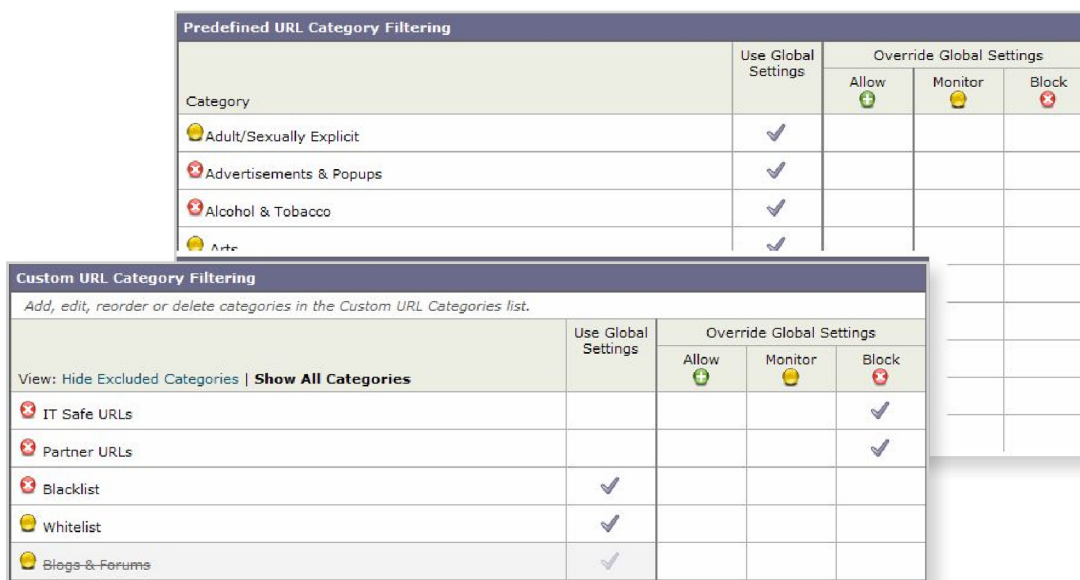 Predefined URL Category Filtering
Category
Use Global
Settings
Override Global Settings
Allow
Monitor
Block
Adult/Sexually Explicit
Advertisements & Popups
Alcohol & Tobacco
Arts
Custom URL Category Filtering
Add, edit, reorder or delete categories in the Custom URL Categories list.
View: Hide Excluded Categories | Show All Categories
Use Global
Settings
Override Global Settings
Allow
Monitor
Block
IT Safe URLs
Partner URLs
Blacklist
Whitelist
Blogs & Forums